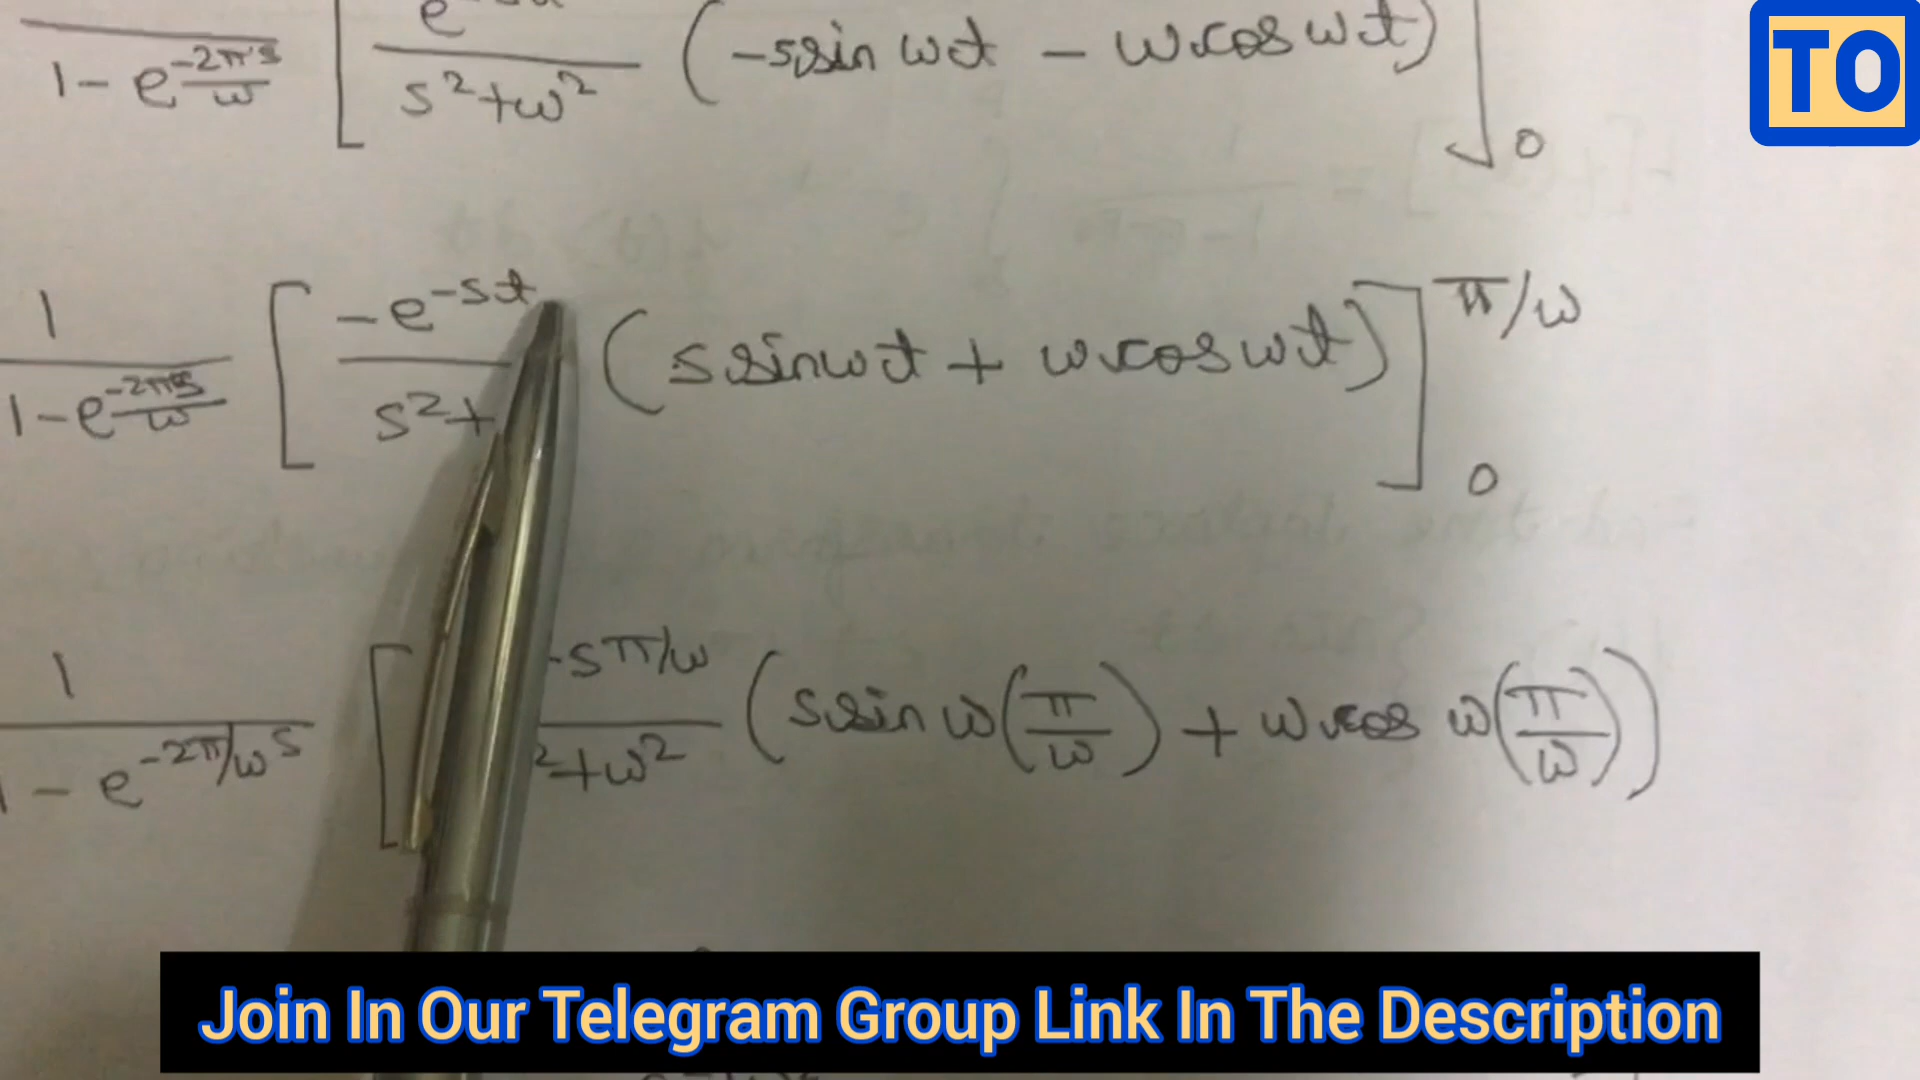 1 - e^(-2πs/ω) [ e / s²+ω² (-s sin ωt - ω cos ωt) ]₀
TO
1 / 1 - e^(-2πs/ω) [ -e^(-st) / s²+ (s sin ωt + ω cos ωt) ]₀^(π/ω)
1 / 1 - e^(-2π/ω s) [ -sπ/ω / ²+ω² (s sin ω(π/ω) + ω cos ω(π/ω))
Join In Our Telegram Group Link In The Description